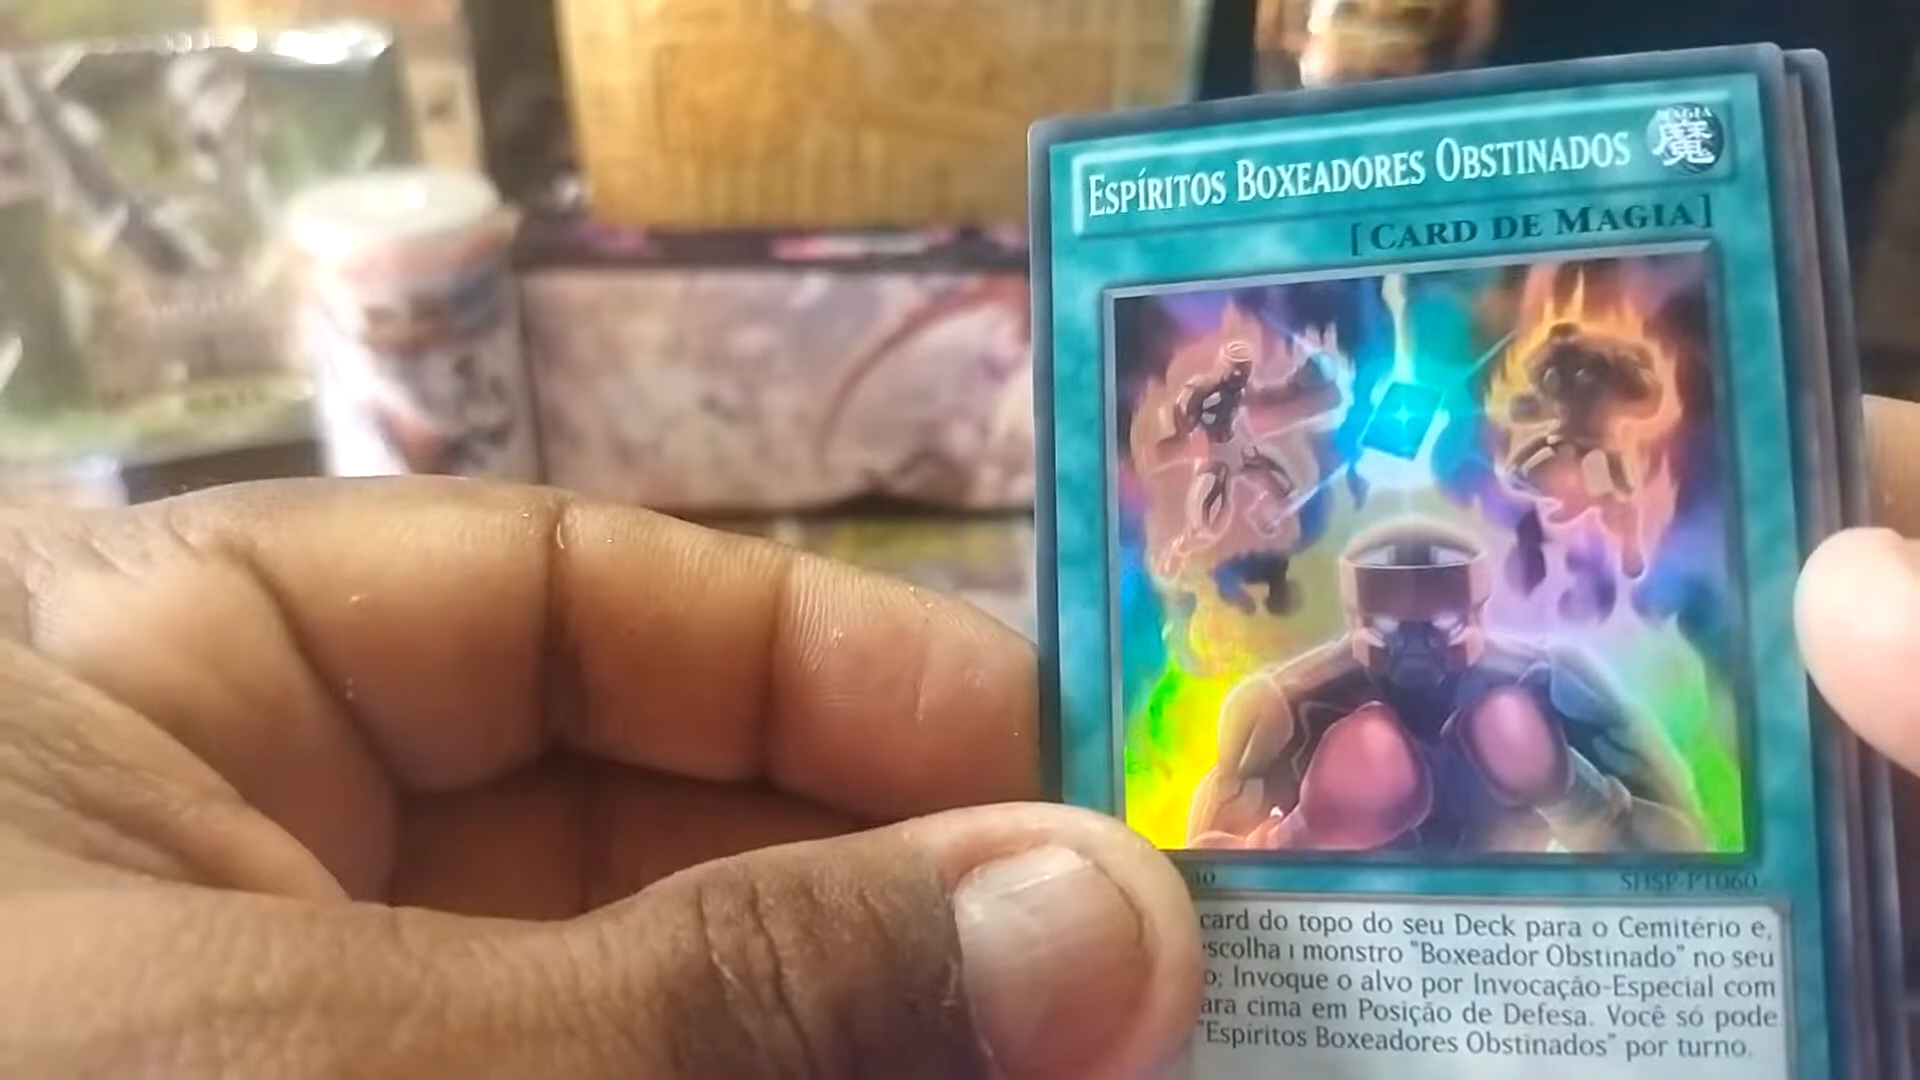 ESPÍRITOS BOXEADORES OBSTINADOS
MAGIA
魔
[CARD DE MAGIA]
SHSP-PT060
card do topo do seu Deck para o Cemitério e,
escolha 1 monstro "Boxeador Obstinado" no seu
o; Invoque o alvo por Invocação-Especial com
ara cima em Posição de Defesa. Você só pode
"Espíritos Boxeadores Obstinados" por turno.